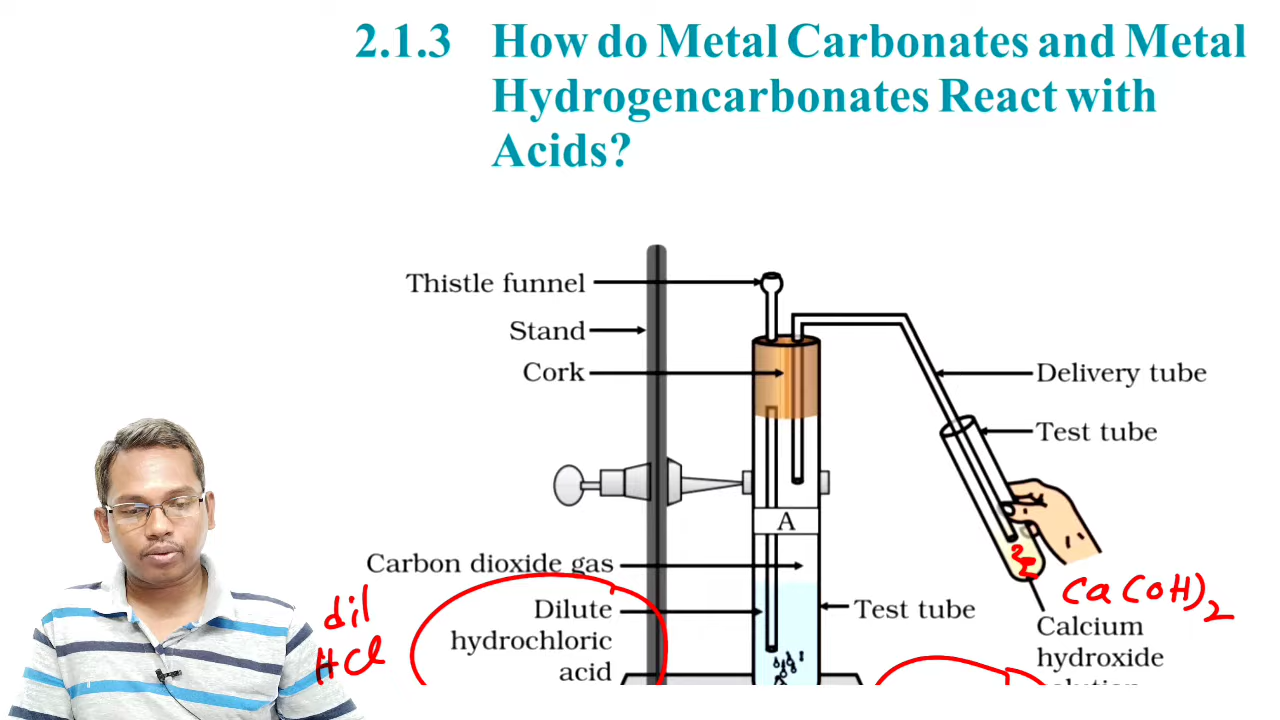 2.1.3 How do Metal Carbonates and Metal
Hydrogencarbonates React with
Acids?
Thistle funnel
Stand
Cork
Delivery tube
Test tube
A
Carbon dioxide gas
dil
HCl
Dilute
hydrochloric
acid
Test tube
Ca(OH)2
Calcium
hydroxide